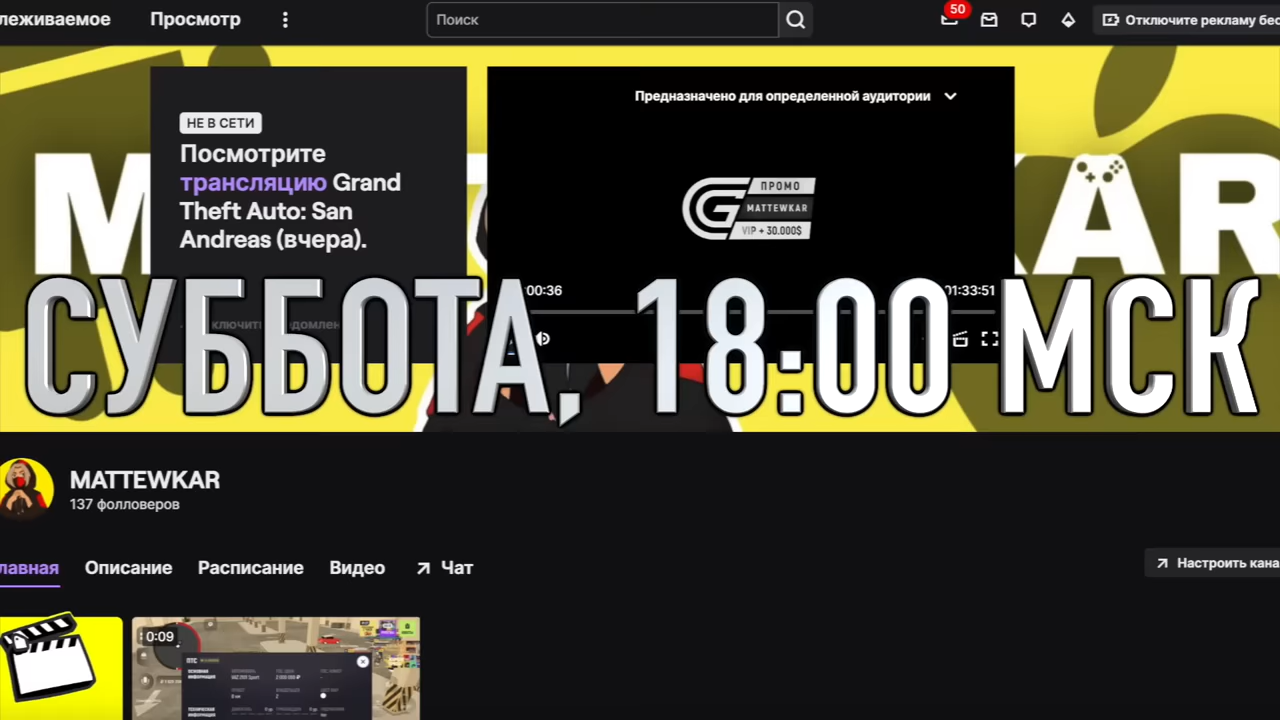 леживаемое
Просмотр
Поиск
50
Отключите рекламу бес
НЕ В СЕТИ
Посмотрите
трансляцию Grand
Theft Auto: San
Andreas (вчера).
Предназначено для определенной аудитории
ПРОМО
MATTEWKAR
VIP + 30.000$
:00:36
01:33:51
СУББОТА, 18:00 МСК
MATTEWKAR
137 фолловеров
лавная
Описание
Расписание
Видео
Чат
Настроить кана
0:09
ПТС